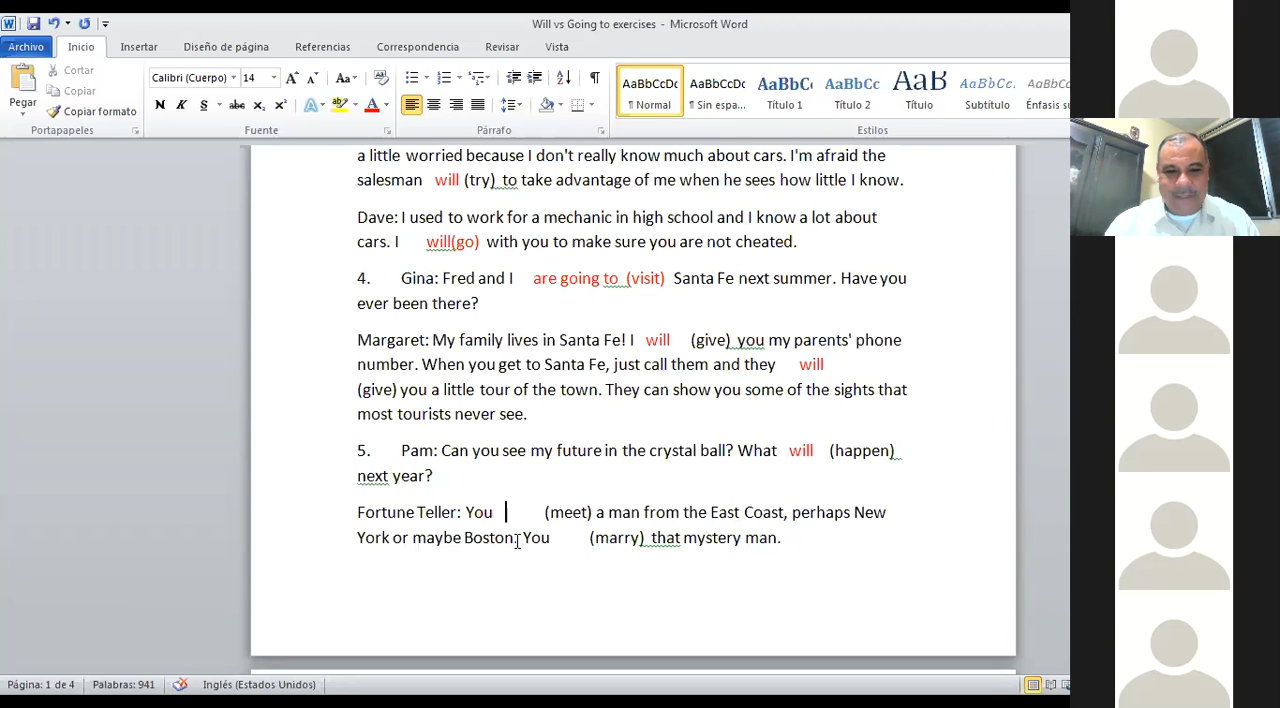 Will vs Going to exercises - Microsoft Word
Archivo Inicio Insertar Diseño de página Referencias Correspondencia Revisar Vista
Pegar
Cortar
Copiar
Copiar formato
Portapapeles
Calibri (Cuerpo) 14
Fuente
Párrafo
AaBbCcDc AaBbCcDc AaBbC AaBbCc AaB AaBbCc. AaBbCc
¶ Normal ¶ Sin espa... Título 1 Título 2 Título Subtítulo Énfasis su
Estilos
a little worried because I don't really know much about cars. I'm afraid the
salesman will (try) to take advantage of me when he sees how little I know.
Dave: I used to work for a mechanic in high school and I know a lot about
cars. I will(go) with you to make sure you are not cheated.
4. Gina: Fred and I are going to (visit) Santa Fe next summer. Have you
ever been there?
Margaret: My family lives in Santa Fe! I will (give) you my parents' phone
number. When you get to Santa Fe, just call them and they will
(give) you a little tour of the town. They can show you some of the sights that
most tourists never see.
5. Pam: Can you see my future in the crystal ball? What will (happen)
next year?
Fortune Teller: You (meet) a man from the East Coast, perhaps New
York or maybe Boston. You (marry) that mystery man.
Página: 1 de 4 Palabras: 941 Inglés (Estados Unidos)